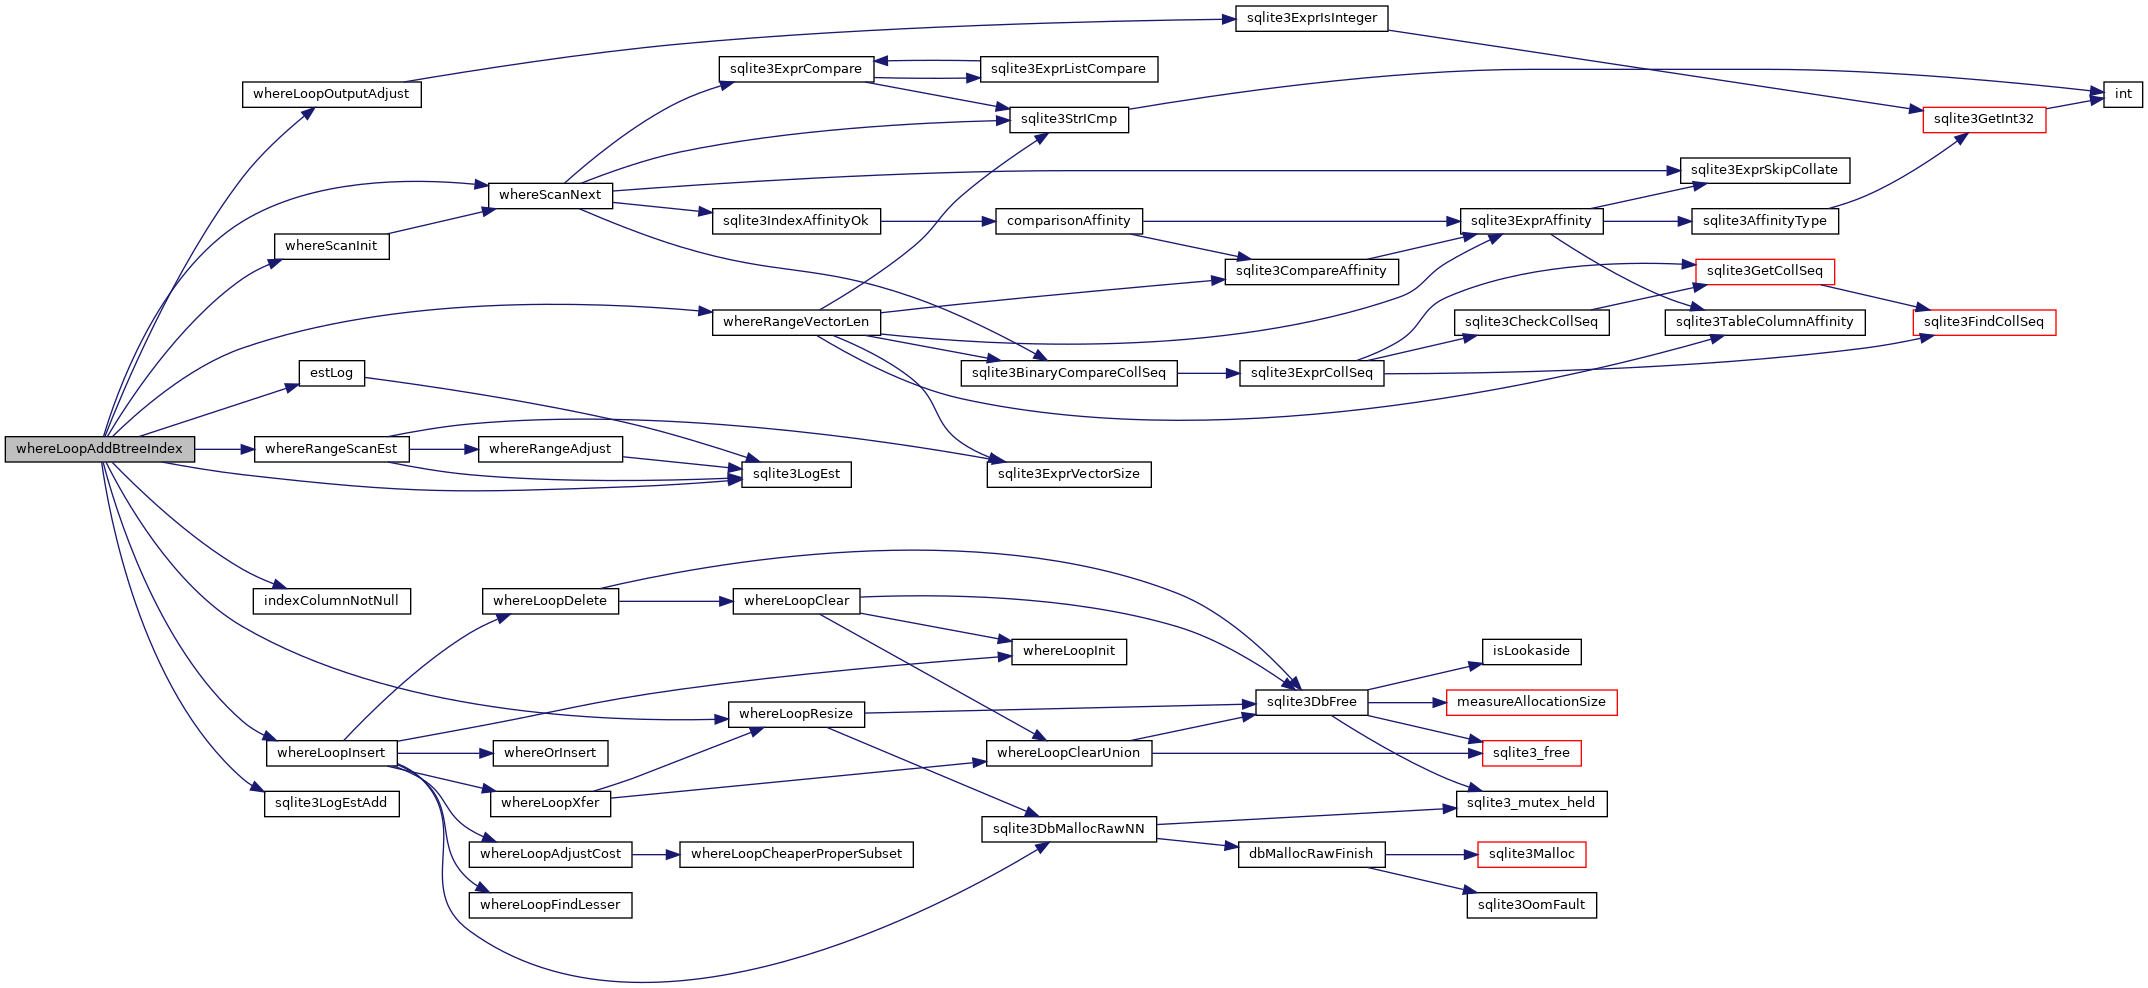 sqlite3ExprIsInteger
sqlite3ExprCompare
sqlite3ExprListCompare
whereLoopOutputAdjust
int
sqlite3StrICmp
sqlite3GetInt32
sqlite3ExprSkipCollate
whereScanNext
sqlite3IndexAffinityOk
comparisonAffinity
sqlite3ExprAffinity
sqlite3AffinityType
whereScanInit
sqlite3CompareAffinity
sqlite3GetCollSeq
whereRangeVectorLen
sqlite3CheckCollSeq
sqlite3TableColumnAffinity
sqlite3FindCollSeq
estLog
sqlite3BinaryCompareCollSeq
sqlite3ExprCollSeq
whereLoopAddBtreeIndex
whereRangeScanEst
whereRangeAdjust
sqlite3LogEst
sqlite3ExprVectorSize
indexColumnNotNull
whereLoopDelete
whereLoopClear
whereLoopInit
isLookaside
sqlite3DbFree
measureAllocationSize
whereLoopResize
whereLoopInsert
whereOrInsert
whereLoopClearUnion
sqlite3_free
sqlite3LogEstAdd
whereLoopXfer
sqlite3_mutex_held
sqlite3DbMallocRawNN
whereLoopAdjustCost
whereLoopCheaperProperSubset
dbMallocRawFinish
sqlite3Malloc
whereLoopFindLesser
sqlite3OomFault